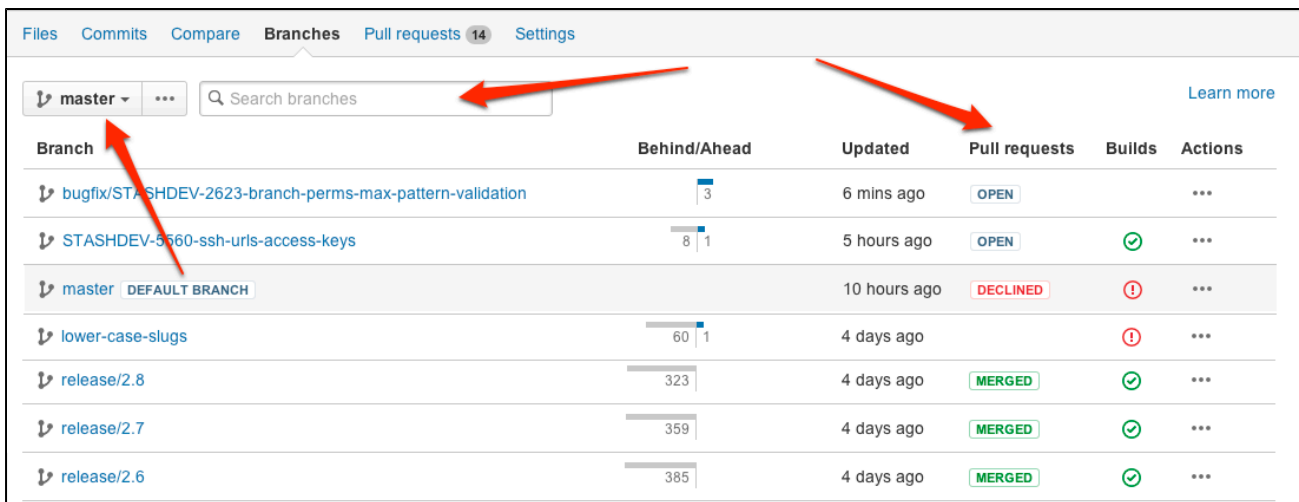 Files Commits Compare Branches Pull requests 14 Settings
master ••• Search branches Learn more
Branch Behind/Ahead Updated Pull requests Builds Actions
bugfix/STASHDEV-2623-branch-perms-max-pattern-validation 3 6 mins ago OPEN •••
STASHDEV-5560-ssh-urls-access-keys 8 1 5 hours ago OPEN •••
master DEFAULT BRANCH 10 hours ago DECLINED •••
lower-case-slugs 60 1 4 days ago •••
release/2.8 323 4 days ago MERGED •••
release/2.7 359 4 days ago MERGED •••
release/2.6 385 4 days ago MERGED •••